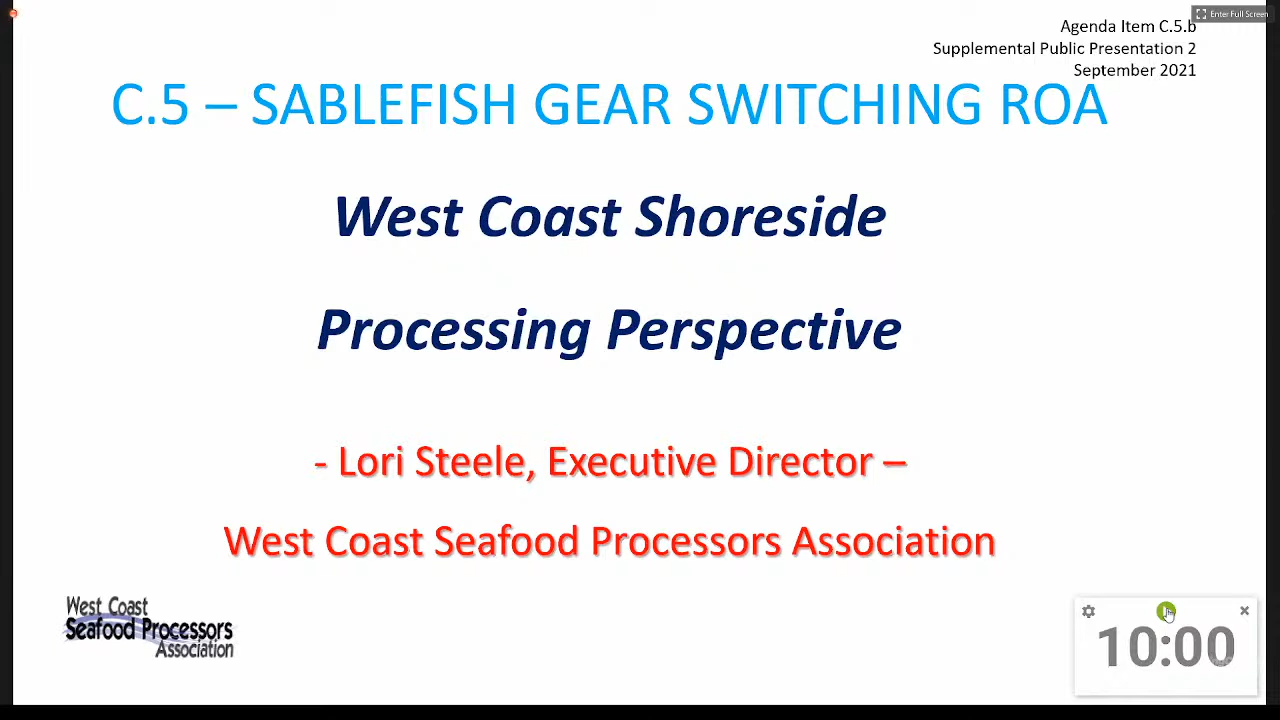 Enter Full Screen
Agenda Item C.5.b
Supplemental Public Presentation 2
September 2021
C.5 – SABLEFISH GEAR SWITCHING ROA
West Coast Shoreside
Processing Perspective
- Lori Steele, Executive Director –
West Coast Seafood Processors Association
West Coast
Seafood Processors
Association
10:00